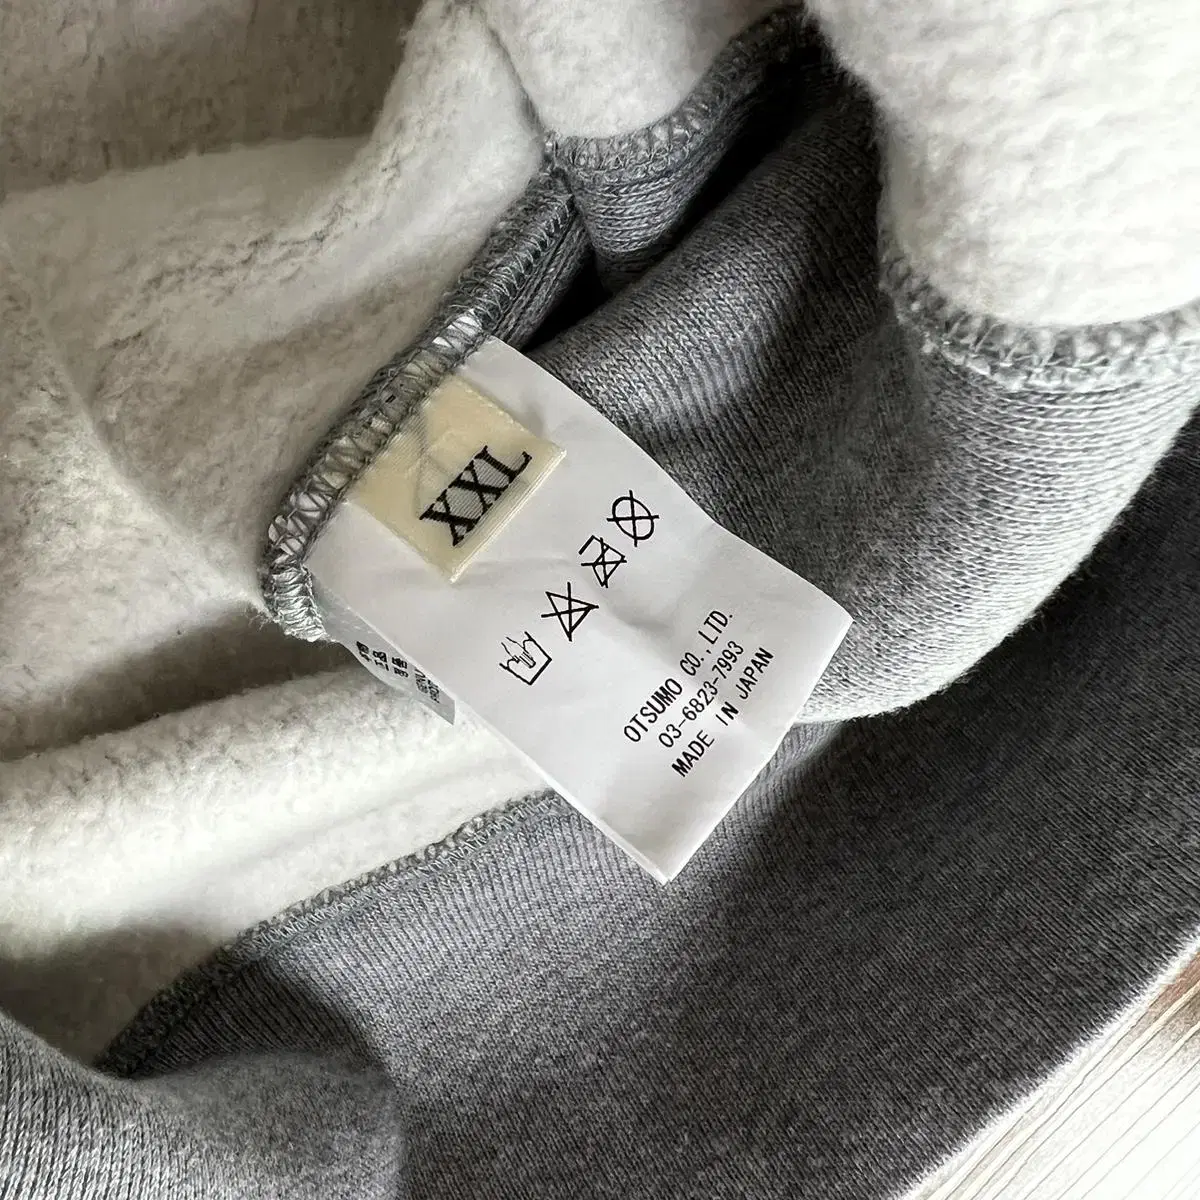 XXL
OTSUMO CO.,LTD.
03-6823-7993
MADE IN JAPAN